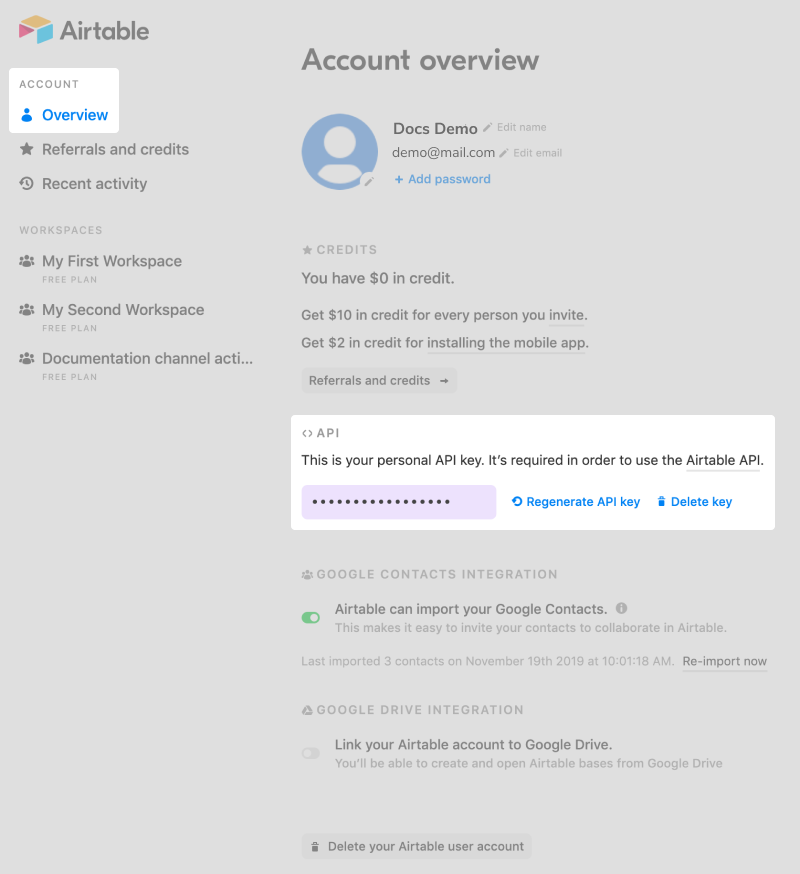 Airtable
ACCOUNT
Overview
Referrals and credits
Recent activity
WORKSPACES
My First Workspace
FREE PLAN
My Second Workspace
FREE PLAN
Documentation channel acti...
FREE PLAN
Account overview
Docs Demo Edit name
demo@mail.com Edit email
+ Add password
CREDITS
You have $0 in credit.
Get $10 in credit for every person you invite.
Get $2 in credit for installing the mobile app.
Referrals and credits →
<> API
This is your personal API key. It's required in order to use the Airtable API.
•••••••••••••••••
Regenerate API key
Delete key
GOOGLE CONTACTS INTEGRATION
Airtable can import your Google Contacts.
This makes it easy to invite your contacts to collaborate in Airtable.
Last imported 3 contacts on November 19th 2019 at 10:01:18 AM. Re-import now
GOOGLE DRIVE INTEGRATION
Link your Airtable account to Google Drive.
You'll be able to create and open Airtable bases from Google Drive
Delete your Airtable user account